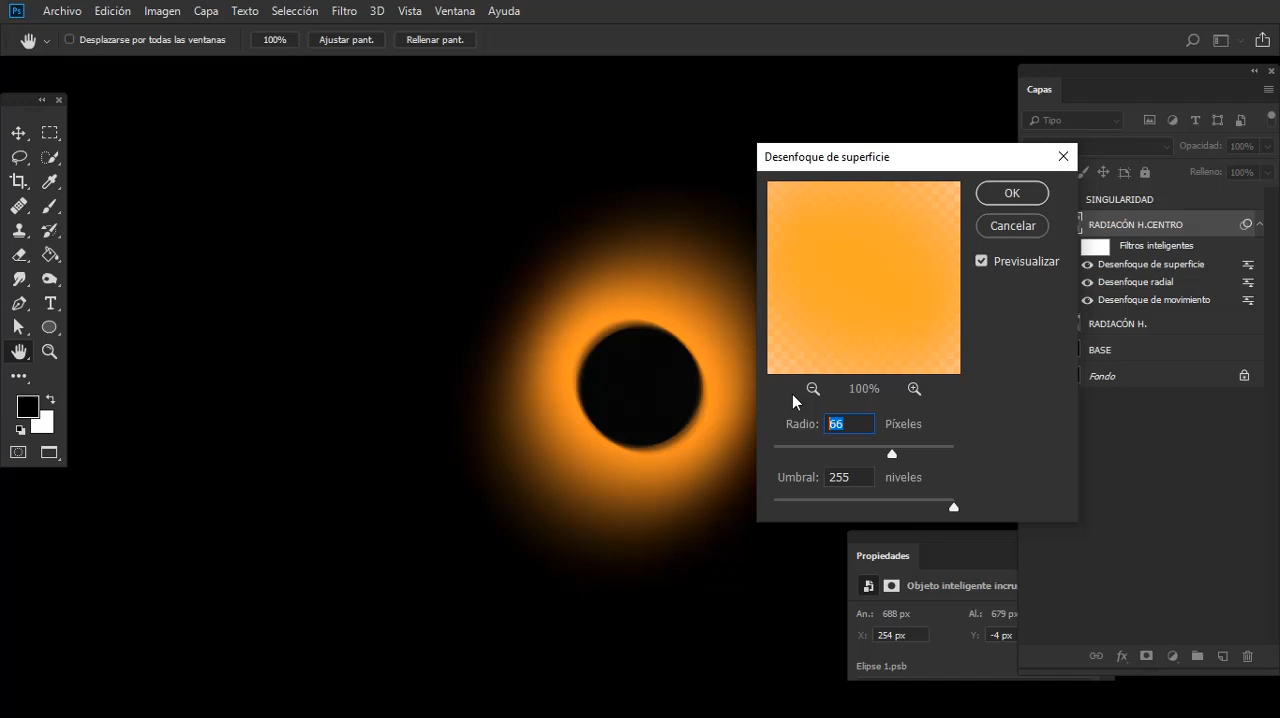 Ps Archivo Edición Imagen Capa Texto Selección Filtro 3D Vista Ventana Ayuda
Desplazarse por todas las ventanas 100% Ajustar pant. Rellenar pant.
Capas
Tipo
Opacidad: 100%
Relleno: 100%
SINGULARIDAD
RADIACÓN H.CENTRO
Filtros inteligentes
Desenfoque de superficie
Desenfoque radial
Desenfoque de movimiento
RADIACÓN H.
BASE
Fondo
Desenfoque de superficie
OK
Cancelar
Previsualizar
100%
Radio: 66 Píxeles
Umbral: 255 niveles
Propiedades
Objeto inteligente incru
An.: 688 px Al.: 679 px
X: 254 px Y: -4 px
Elipse 1.psb